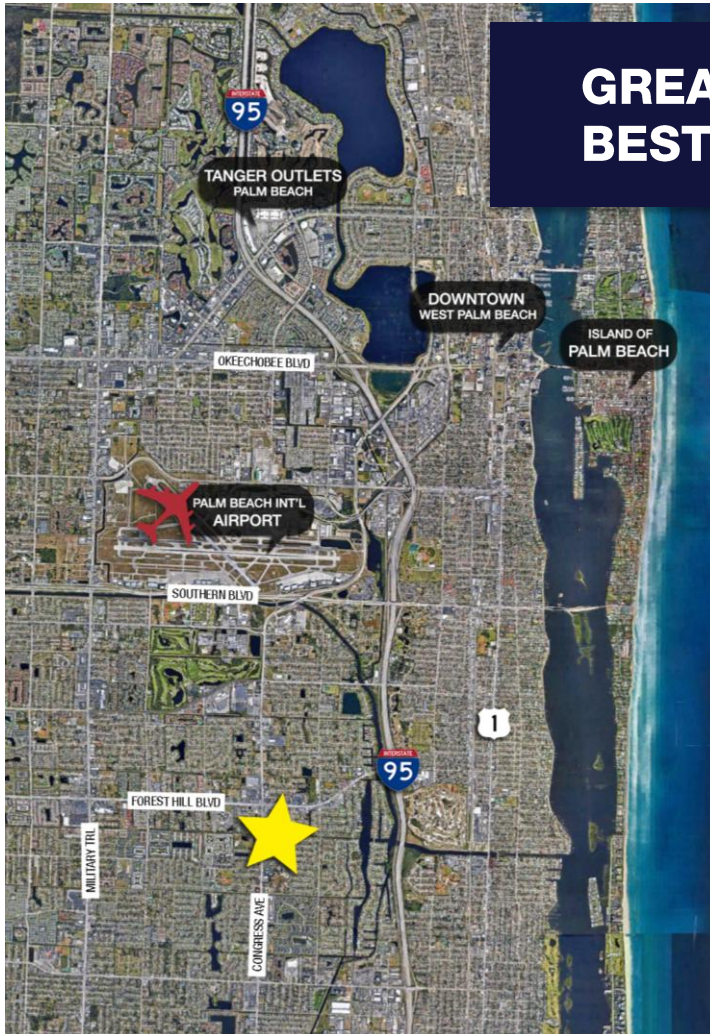 GREA
BEST
INTERSTATE
95
TANGER OUTLETS
PALM BEACH
DOWNTOWN
WEST PALM BEACH
ISLAND OF
PALM BEACH
OKEECHOBEE BLVD
PALM BEACH INT'L
AIRPORT
SOUTHERN BLVD
1
INTERSTATE
95
FOREST HILL BLVD
MILITARY TRL
CONGRESS AVE